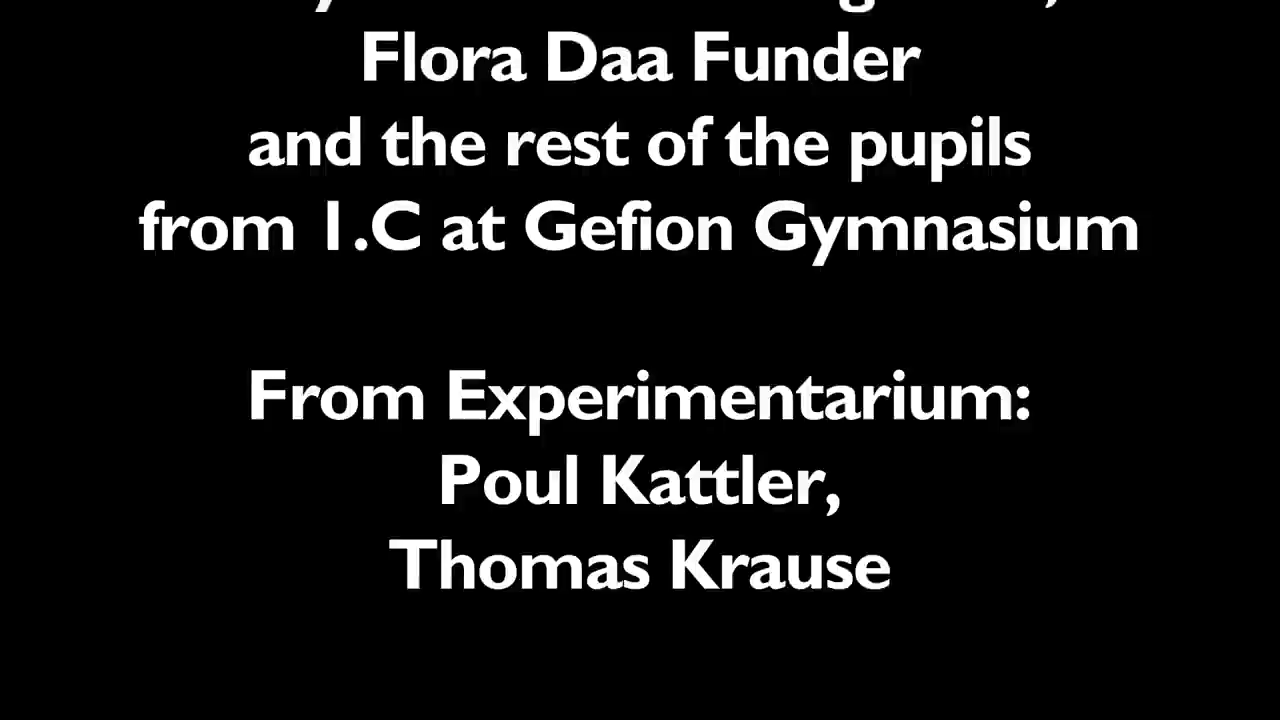 Flora Daa Funder
and the rest of the pupils
from 1.C at Gefion Gymnasium
From Experimentarium:
Poul Kattler,
Thomas Krause